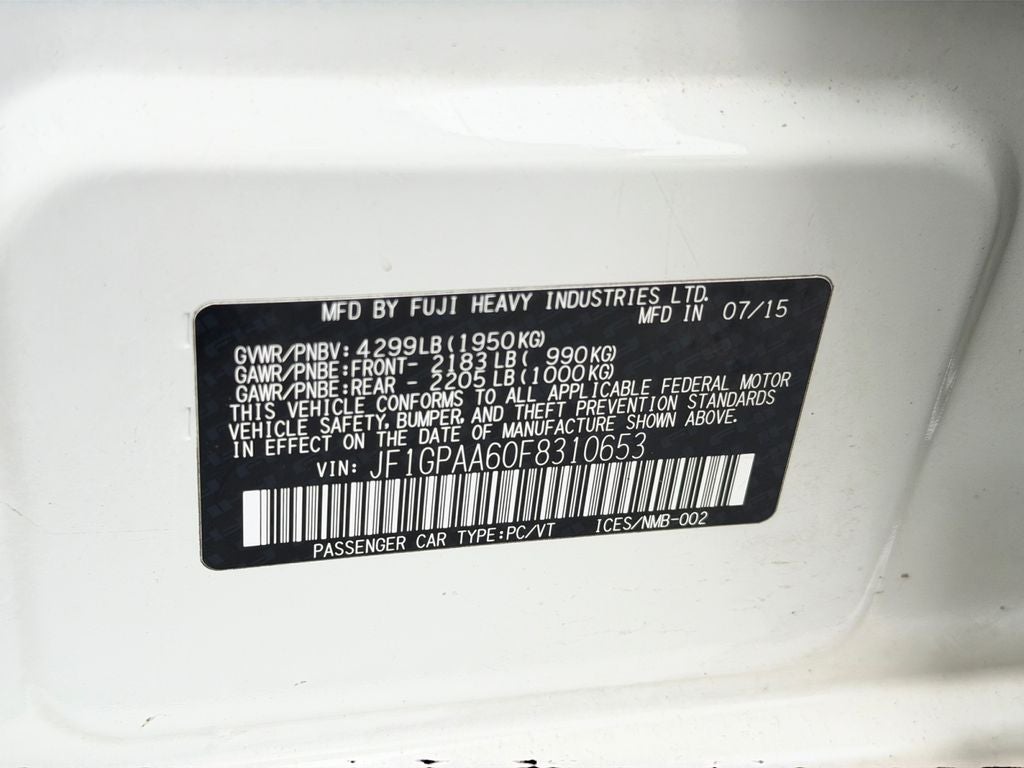 MFD BY FUJI HEAVY INDUSTRIES LTD.
MFD IN 07/15
GVWR/PNBV: 4299LB(1950KG)
GAWR/PNBE:FRONT- 2183LB( 990KG)
GAWR/PNBE:REAR - 2205LB(1000KG)
THIS VEHICLE CONFORMS TO ALL APPLICABLE FEDERAL MOTOR
VEHICLE SAFETY, BUMPER, AND THEFT PREVENTION STANDARDS
IN EFFECT ON THE DATE OF MANUFACTURE SHOWN ABOVE.
VIN: JF1GPAA60F8310653
PASSENGER CAR TYPE:PC/VT ICES/NMB-002